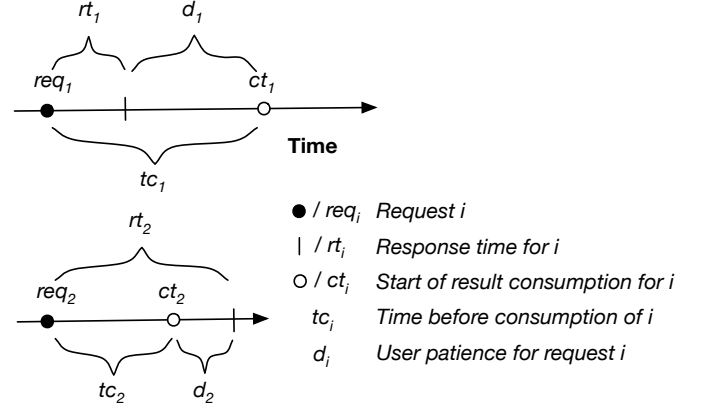 rt₁ d₁
req₁ ct₁
Time
tc₁
rt₂
req₂ ct₂
tc₂ d₂
/ reqᵢ Request i
/ rtᵢ Response time for i
/ ctᵢ Start of result consumption for i
tcᵢ Time before consumption of i
dᵢ User patience for request i